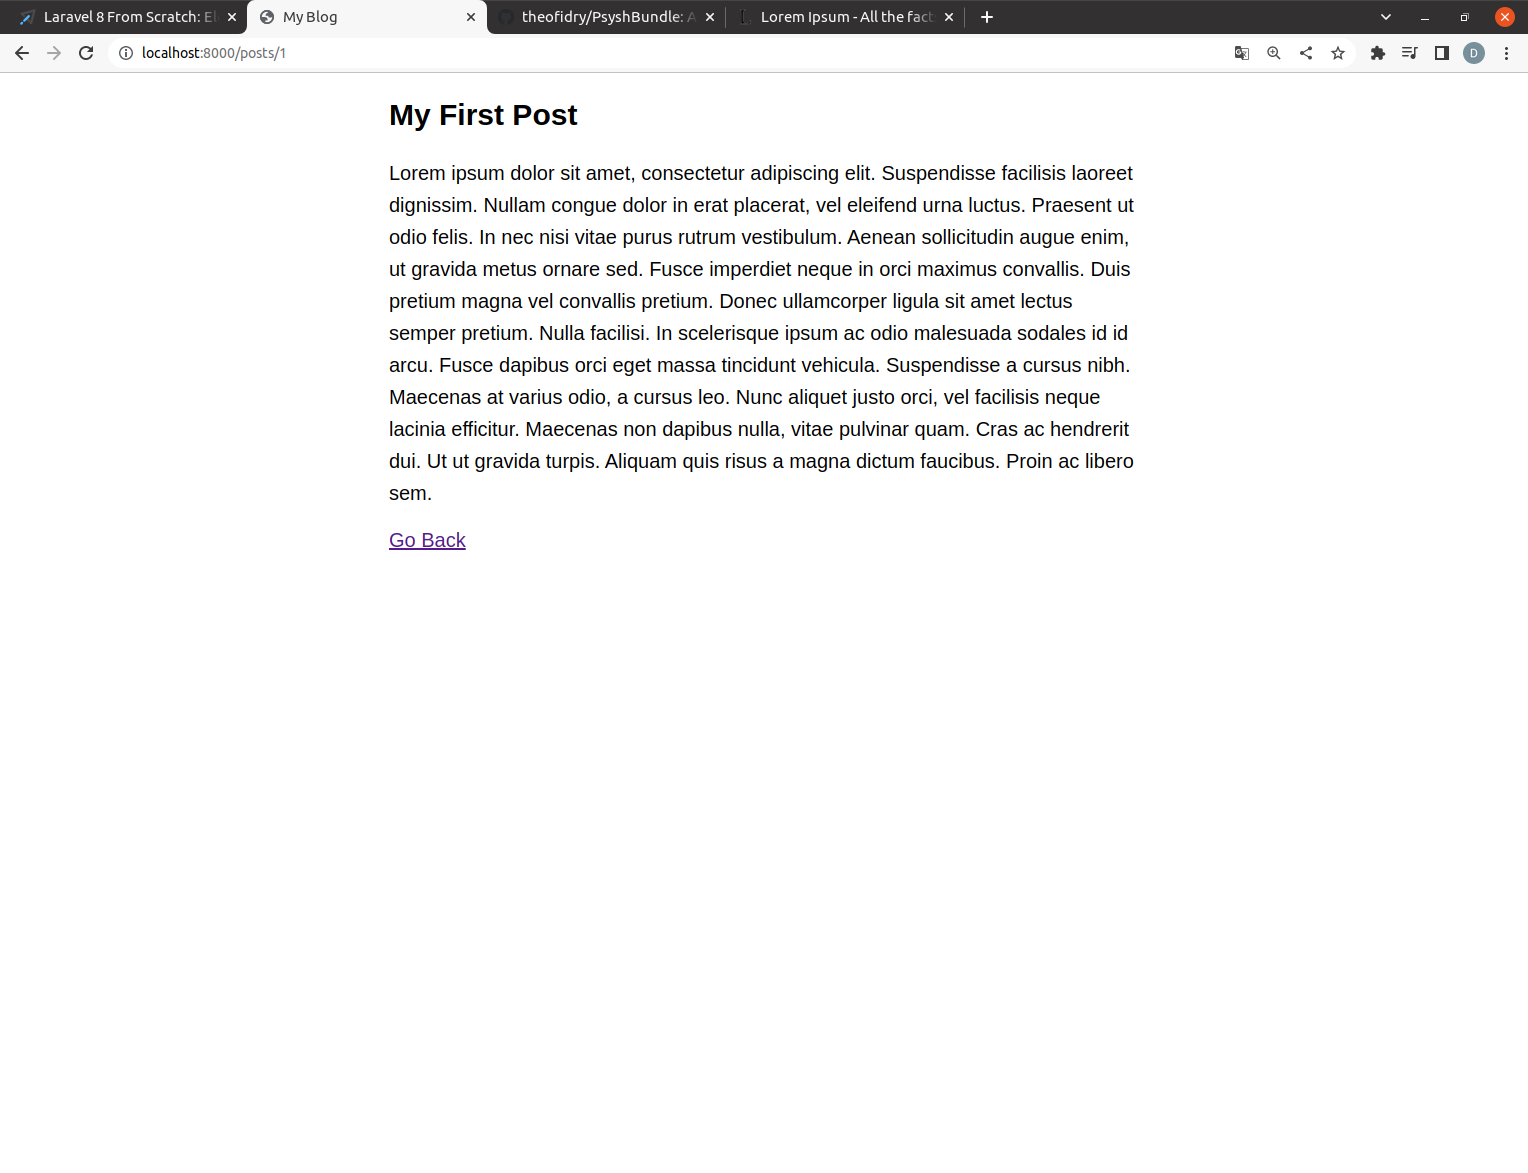 Laravel 8 From Scratch: El
My Blog
theofidry/PsyshBundle: A
Lorem Ipsum - All the fact
localhost:8000/posts/1
D
My First Post
Lorem ipsum dolor sit amet, consectetur adipiscing elit. Suspendisse facilisis laoreet
dignissim. Nullam congue dolor in erat placerat, vel eleifend urna luctus. Praesent ut
odio felis. In nec nisi vitae purus rutrum vestibulum. Aenean sollicitudin augue enim,
ut gravida metus ornare sed. Fusce imperdiet neque in orci maximus convallis. Duis
pretium magna vel convallis pretium. Donec ullamcorper ligula sit amet lectus
semper pretium. Nulla facilisi. In scelerisque ipsum ac odio malesuada sodales id id
arcu. Fusce dapibus orci eget massa tincidunt vehicula. Suspendisse a cursus nibh.
Maecenas at varius odio, a cursus leo. Nunc aliquet justo orci, vel facilisis neque
lacinia efficitur. Maecenas non dapibus nulla, vitae pulvinar quam. Cras ac hendrerit
dui. Ut ut gravida turpis. Aliquam quis risus a magna dictum faucibus. Proin ac libero
sem.
Go Back